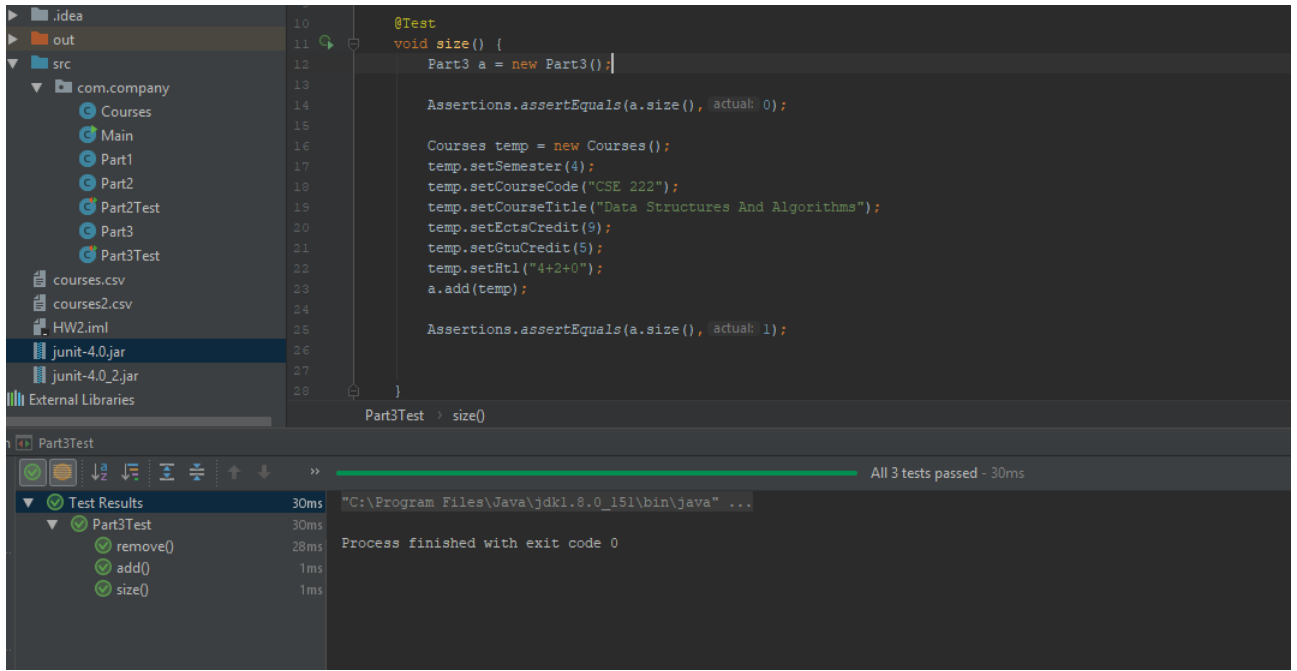 .idea
out
src
com.company
Courses
Main
Part1
Part2
Part2Test
Part3
Part3Test
courses.csv
courses2.csv
HW2.iml
junit-4.0.jar
junit-4.0_2.jar
External Libraries
10 @Test
11 void size() {
12 Part3 a = new Part3();
13
14 Assertions.assertEquals(a.size(), actual: 0);
15
16 Courses temp = new Courses();
17 temp.setSemester(4);
18 temp.setCourseCode("CSE 222");
19 temp.setCourseTitle("Data Structures And Algorithms");
20 temp.setEctsCredit(9);
21 temp.setGtuCredit(5);
22 temp.setHtl("4+2+0");
23 a.add(temp);
24
25 Assertions.assertEquals(a.size(), actual: 1);
26
27
28 }
Part3Test › size()
Part3Test
» All 3 tests passed - 30ms
Test Results 30ms
Part3Test 30ms
remove() 28ms
add() 1ms
size() 1ms
"C:\Program Files\Java\jdk1.8.0_151\bin\java" ...
Process finished with exit code 0